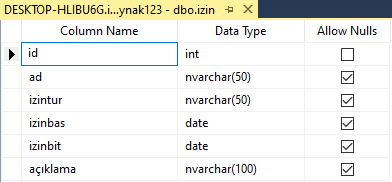 DESKTOP-HLIBU6G.i...ynak123 - dbo.izin
Column Name Data Type Allow Nulls
id int
ad nvarchar(50)
izintur nvarchar(50)
izinbas date
izinbit date
açıklama nvarchar(100)